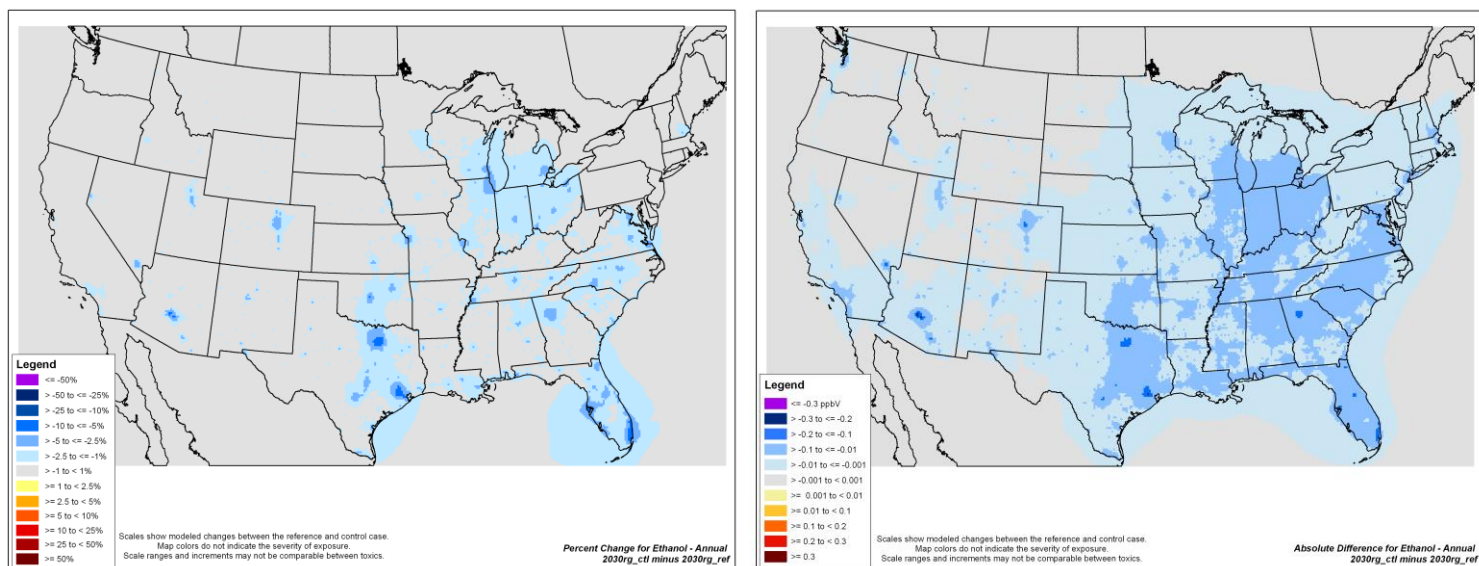 Legend
<= -50%
> -50 to <= -25%
> -25 to <= -10%
> -10 to <= -5%
> -5 to <= -2.5%
> -2.5 to <= -1%
> -1 to < 1%
>= 1 to < 2.5%
>= 2.5 to < 5%
>= 5 to < 10%
>= 10 to < 25%
>= 25 to < 50%
>= 50%
Scales show modeled changes between the reference and control case.
Map colors do not indicate the severity of exposure.
Scale ranges and increments may not be comparable between toxics.
Percent Change for Ethanol - Annual
2030rg_ctl minus 2030rg_ref
Legend
<= -0.3 ppbV
> -0.3 to <= -0.2
> -0.2 to <= -0.1
> -0.1 to <= -0.01
> -0.01 to <= -0.001
> -0.001 to < 0.001
>= 0.001 to < 0.01
>= 0.01 to < 0.1
>= 0.1 to < 0.2
>= 0.2 to < 0.3
>= 0.3
Scales show modeled changes between the reference and control case.
Map colors do not indicate the severity of exposure.
Scale ranges and increments may not be comparable between toxics.
Absolute Difference for Ethanol - Annual
2030rg_ctl minus 2030rg_ref